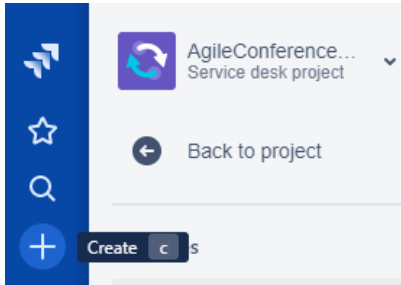 AgileConference...
Service desk project
Back to project
Create c
s